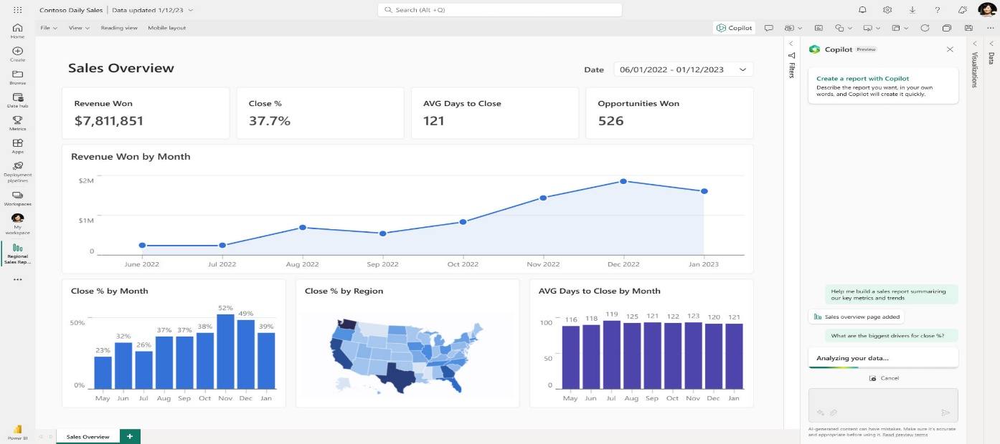 Contoso Daily Sales | Data updated 1/12/23
Search (Alt +Q)
File View Reading view Mobile layout
Copilot
Home
Create
Browse
Data hub
Metrics
Apps
Deployment
pipelines
Workspaces
My
workspace
Regional
Sales Rep...
Power BI
Sales Overview
Date 06/01/2022 - 01/12/2023
Revenue Won
$7,811,851
Close %
37.7%
AVG Days to Close
121
Opportunities Won
526
Revenue Won by Month
$2M
$1M
0
June 2022 Jul 2022 Aug 2022 Sep 2022 Oct 2022 Nov 2022 Dec 2022 Jan 2023
Close % by Month
50%
0%
23% 32% 26% 37% 37% 38% 52% 49% 39%
May Jun Jul Aug Sep Oct Nov Dec Jan
Close % by Region
AVG Days to Close by Month
100
50
0
116 118 119 125 121 122 123 120 121
May Jun Jul Aug Sep Oct Nov Dec Jan
Sales Overview
Filters
Copilot Preview
Create a report with Copilot
Describe the report you want, in your own
words, and Copilot will create it quickly.
Help me build a sales report summarizing
our key metrics and trends
Sales overview page added
What are the biggest drivers for close %?
Analyzing your data...
Cancel
AI-generated content can have mistakes. Make sure it's accurate
and appropriate before using it. Read preview terms
Visualizations
Data